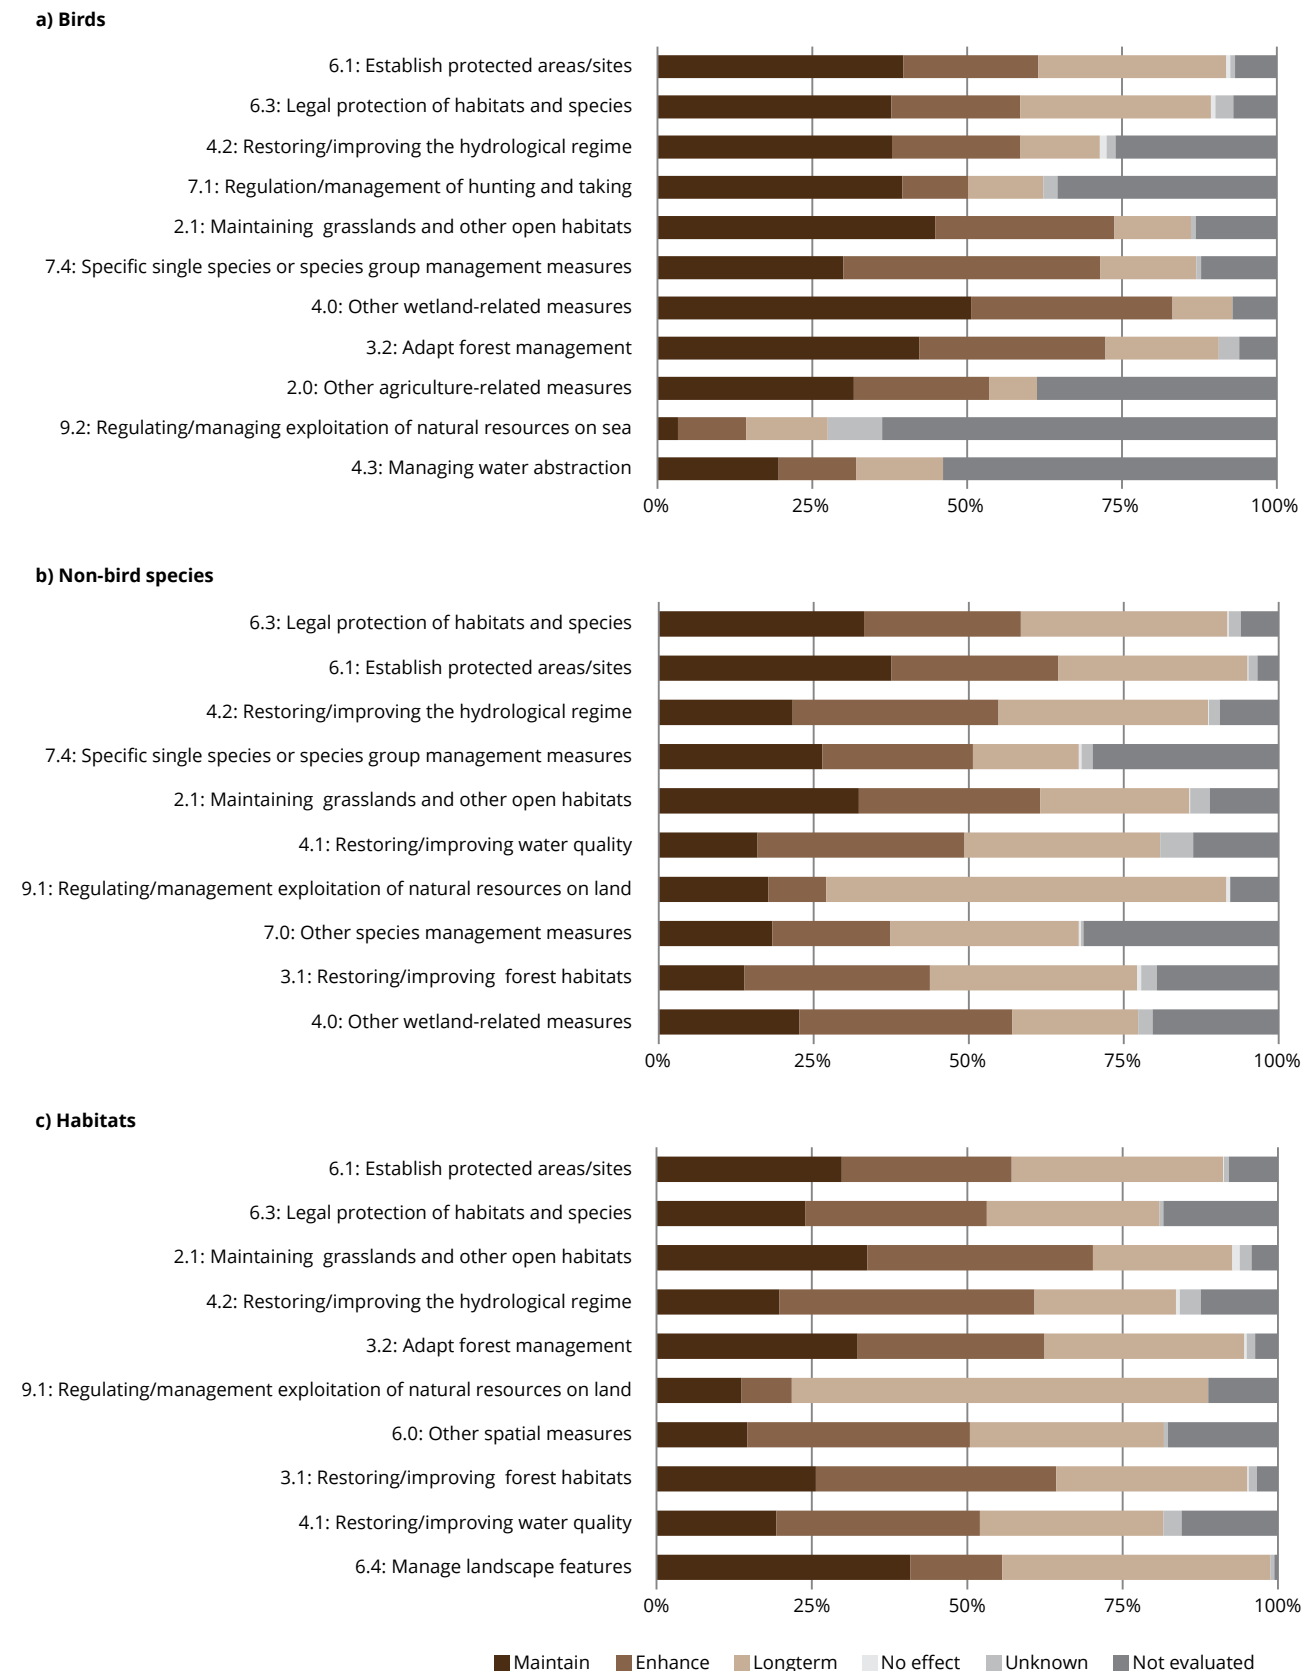 a) Birds
6.1: Establish protected areas/sites
6.3: Legal protection of habitats and species
4.2: Restoring/improving the hydrological regime
7.1: Regulation/management of hunting and taking
2.1: Maintaining  grasslands and other open habitats
7.4: Specific single species or species group management measures
4.0: Other wetland-related measures
3.2: Adapt forest management
2.0: Other agriculture-related measures
9.2: Regulating/managing exploitation of natural resources on sea
4.3: Managing water abstraction
0% 25% 50% 75% 100%
b) Non-bird species
6.3: Legal protection of habitats and species
6.1: Establish protected areas/sites
4.2: Restoring/improving the hydrological regime
7.4: Specific single species or species group management measures
2.1: Maintaining  grasslands and other open habitats
4.1: Restoring/improving water quality
9.1: Regulating/management exploitation of natural resources on land
7.0: Other species management measures
3.1: Restoring/improving  forest habitats
4.0: Other wetland-related measures
0% 25% 50% 75% 100%
c) Habitats
6.1: Establish protected areas/sites
6.3: Legal protection of habitats and species
2.1: Maintaining  grasslands and other open habitats
4.2: Restoring/improving the hydrological regime
3.2: Adapt forest management
9.1: Regulating/management exploitation of natural resources on land
6.0: Other spatial measures
3.1: Restoring/improving  forest habitats
4.1: Restoring/improving water quality
6.4: Manage landscape features
0% 25% 50% 75% 100%
Maintain Enhance Longterm No effect Unknown Not evaluated